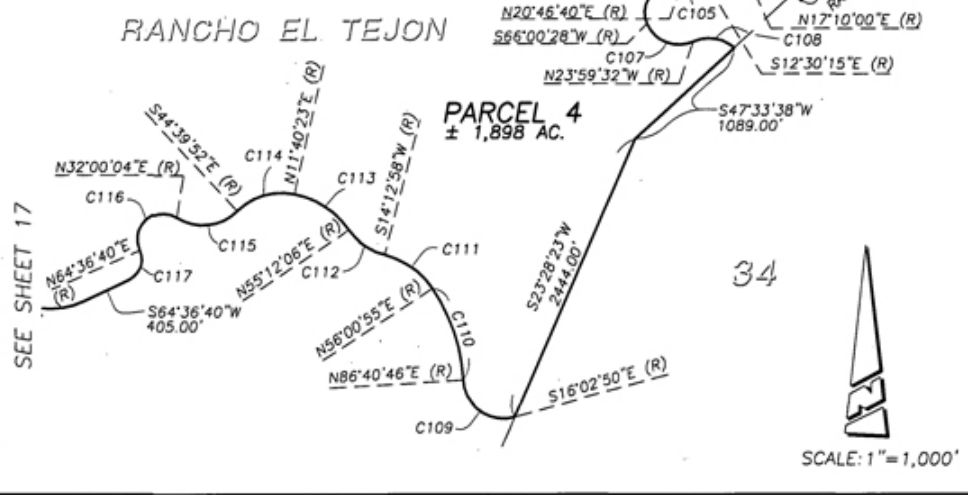 RANCHO EL TEJON
N20°46'40"E (R)
C105
N17°10'00"E (R)
S66°00'28"W (R)
C108
C107
S12°30'15"E (R)
N23°59'32"W (R)
PARCEL 4
± 1,898 AC.
S47°33'38"W
1089.00'
S44°39'52"E (R)
C114
N11°40'23"E (R)
N32°00'04"E (R)
C113
S14°12'58"W (R)
C116
C115
SEE SHEET 17
N64°36'40"E
(R)
C117
N55°12'06"E (R)
C112
C111
S64°36'40"W
405.00'
S23°28'23"W
2444.00'
34
N56°00'55"E (R)
C110
N86°40'46"E (R)
S16°02'50"E (R)
C109
N
SCALE: 1"=1,000'